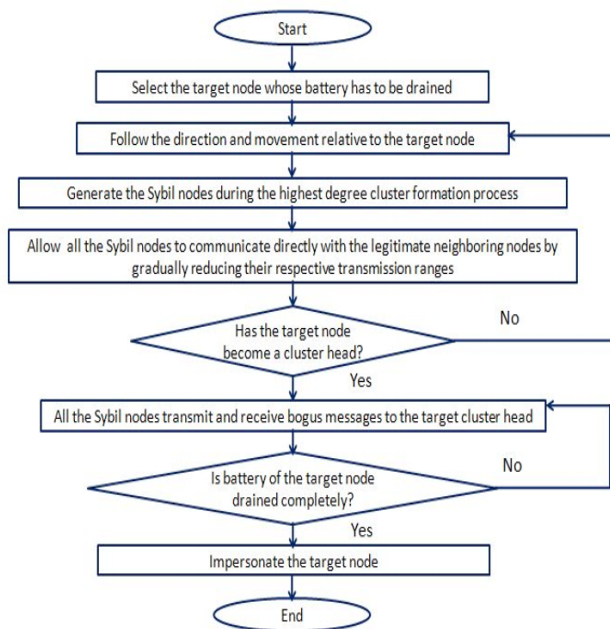 Start
Select the target node whose battery has to be drained
Follow the direction and movement relative to the target node
Generate the Sybil nodes during the highest degree cluster formation process
Allow all the Sybil nodes to communicate directly with the legitimate neighboring nodes by
gradually reducing their respective transmission ranges
Has the target node
become a cluster head?
No
Yes
All the Sybil nodes transmit and receive bogus messages to the target cluster head
Is battery of the target node
drained completely?
No
Yes
Impersonate the target node
End